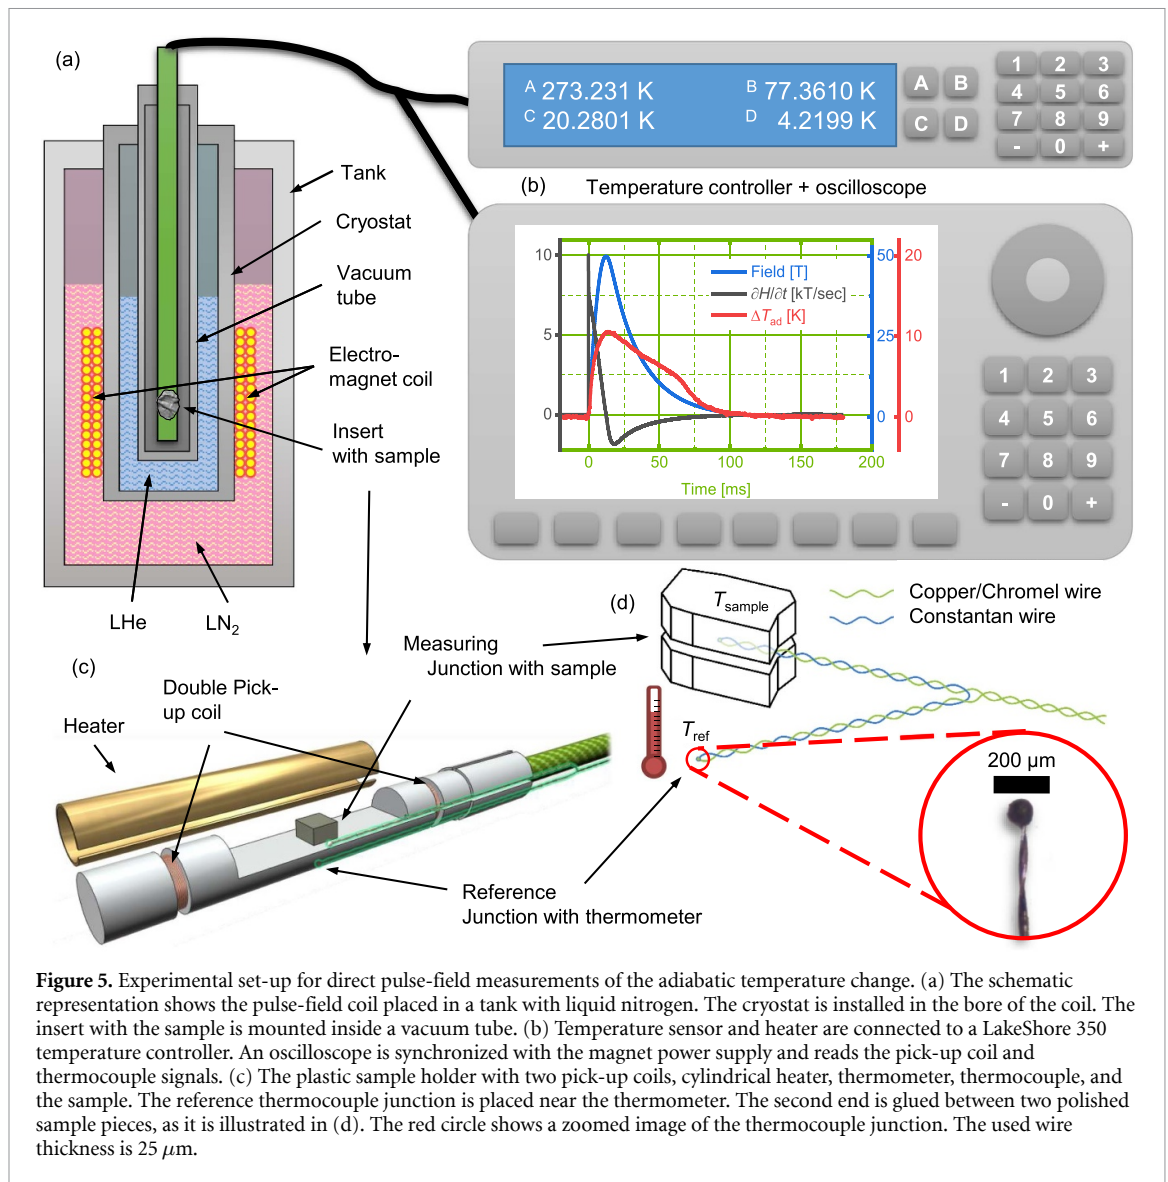 (a)
A 273.231 K
B 77.3610 K
C 20.2801 K
D 4.2199 K
A B
C D
1 2 3
4 5 6
7 8 9
- 0 +
Tank
Cryostat
Vacuum
tube
Electro-
magnet coil
Insert
with sample
LHe
LN2
(b)
Temperature controller + oscilloscope
10
5
0
50
25
0
20
10
0
Field [T]
∂H/∂t [kT/sec]
ΔTad [K]
0 50 100 150 200
Time [ms]
1 2 3
4 5 6
7 8 9
- 0 +
(c)
Heater
Double Pick-
up coil
Measuring
Junction with sample
Reference
Junction with thermometer
(d)
Tsample
Tref
Copper/Chromel wire
Constantan wire
200 µm
Figure 5. Experimental set-up for direct pulse-field measurements of the adiabatic temperature change. (a) The schematic
representation shows the pulse-field coil placed in a tank with liquid nitrogen. The cryostat is installed in the bore of the coil. The
insert with the sample is mounted inside a vacuum tube. (b) Temperature sensor and heater are connected to a LakeShore 350
temperature controller. An oscilloscope is synchronized with the magnet power supply and reads the pick-up coil and
thermocouple signals. (c) The plastic sample holder with two pick-up coils, cylindrical heater, thermometer, thermocouple, and
the sample. The reference thermocouple junction is placed near the thermometer. The second end is glued between two polished
sample pieces, as it is illustrated in (d). The red circle shows a zoomed image of the thermocouple junction. The used wire
thickness is 25 µm.